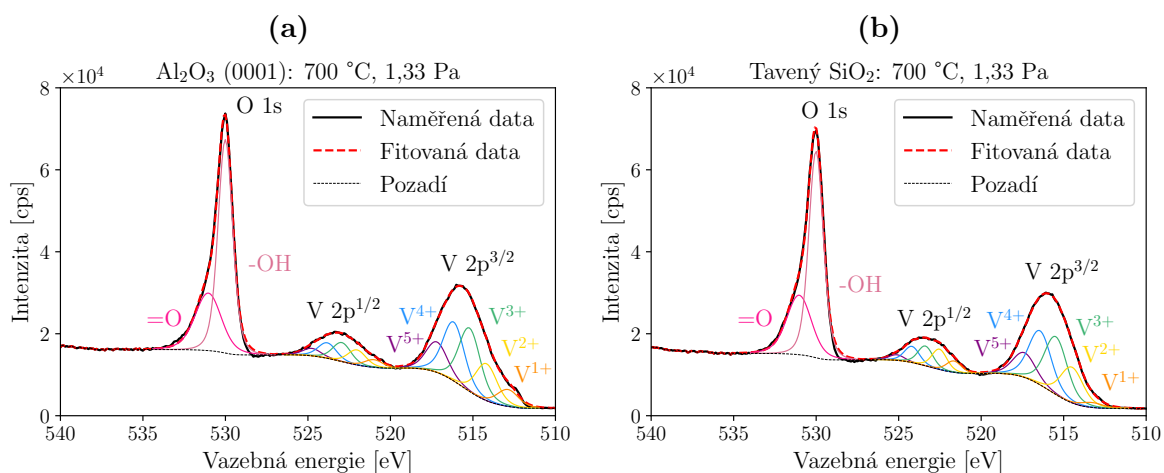 (a)
Al₂O₃ (0001): 700 °C, 1,33 Pa
×10⁴
8
6
4
2
0
Intenzita [cps]
O 1s
Naměřená data
Fitovaná data
Pozadí
-OH
=O
V 2p¹/²
V 2p³/²
V⁵⁺
V⁴⁺
V³⁺
V²⁺
V¹⁺
540 535 530 525 520 515 510
Vazebná energie [eV]
(b)
Tavený SiO₂: 700 °C, 1,33 Pa
×10⁴
8
6
4
2
0
Intenzita [cps]
O 1s
Naměřená data
Fitovaná data
Pozadí
-OH
=O
V 2p¹/²
V 2p³/²
V⁵⁺
V⁴⁺
V³⁺
V²⁺
V¹⁺
540 535 530 525 520 515 510
Vazebná energie [eV]